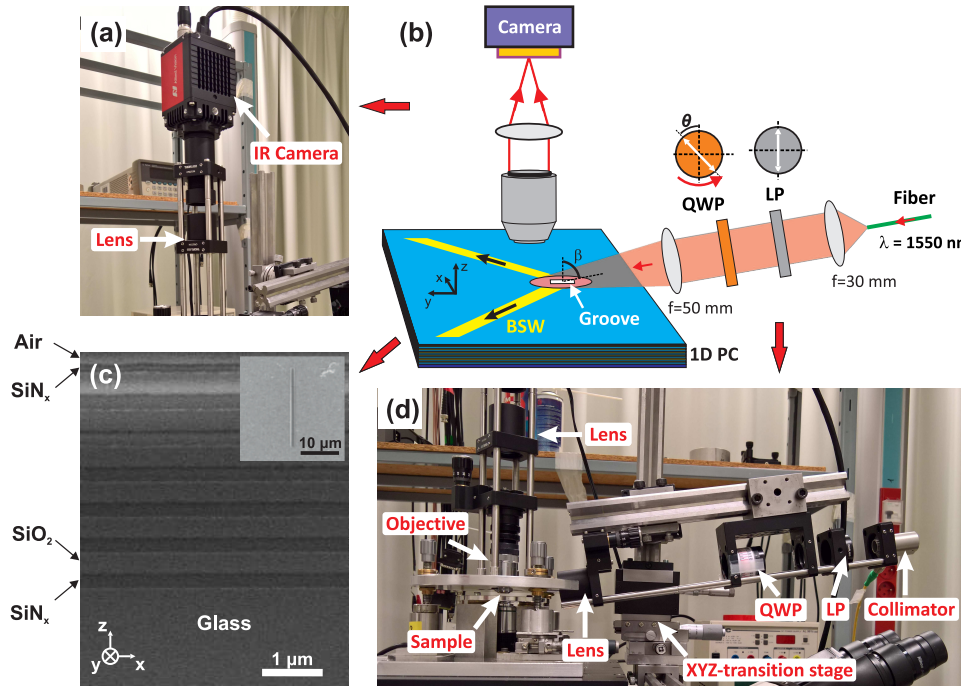 (a)
IR Camera
Lens
(b)
Camera
θ
QWP
LP
Fiber
λ = 1550 nm
f=30 mm
f=50 mm
β
z
x
y
Groove
BSW
1D PC
(c)
Air
SiNₓ
10 µm
SiO₂
SiNₓ
Glass
z
y
x
1 µm
(d)
Lens
Objective
Sample
Lens
QWP
LP
Collimator
XYZ-transition stage